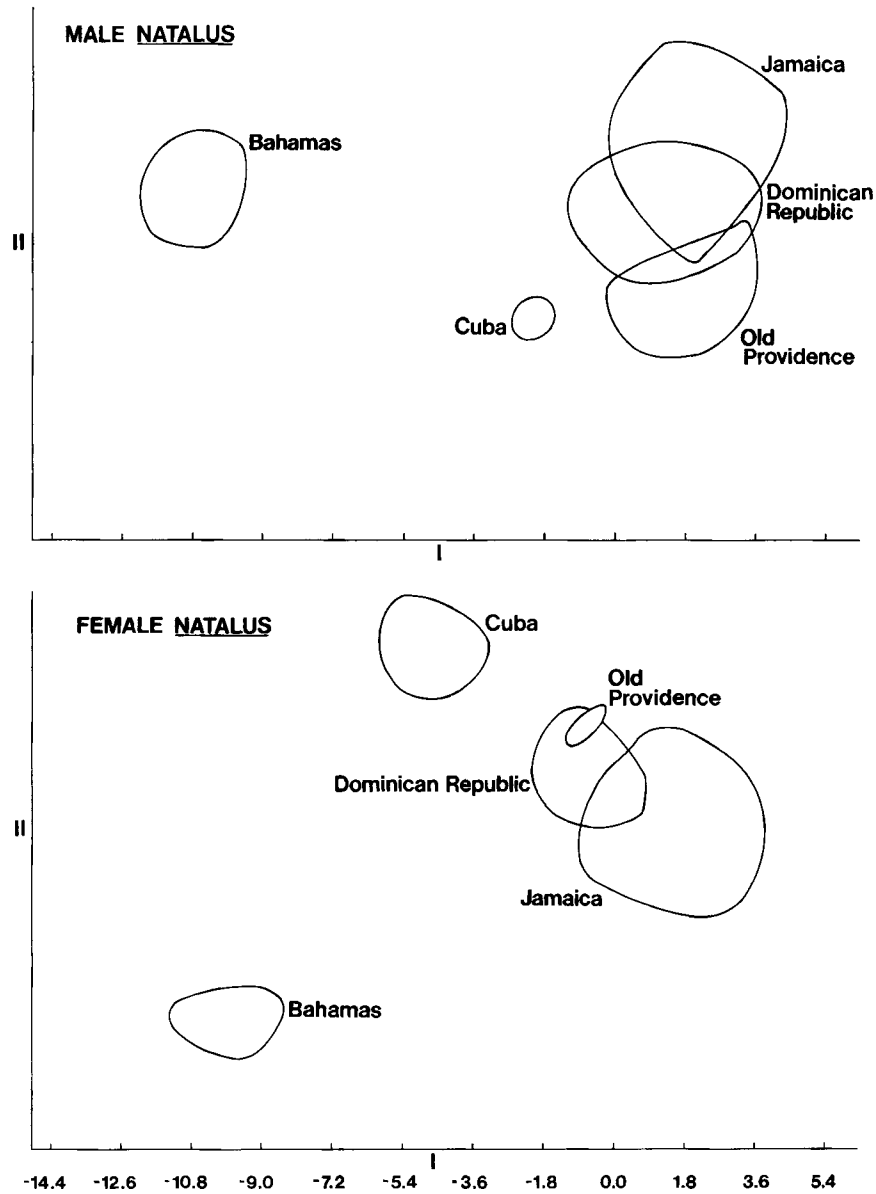 MALE NATALUS
Jamaica
Bahamas
Dominican
Republic
II
Cuba
Old
Providence
I
FEMALE NATALUS
Cuba
Old
Providence
Dominican Republic
II
Jamaica
Bahamas
I
-14.4 -12.6 -10.8 -9.0 -7.2 -5.4 -3.6 -1.8 0.0 1.8 3.6 5.4